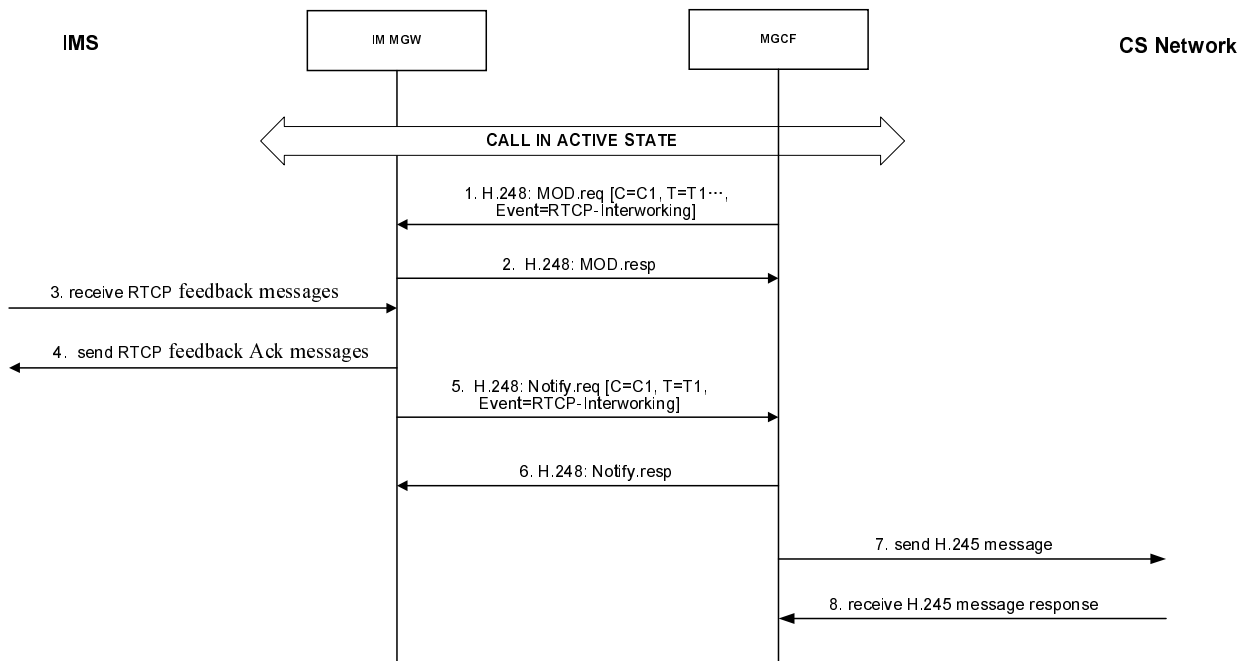 IMS
IM MGW
MGCF
CS Network
CALL IN ACTIVE STATE
1. H.248: MOD.req [C=C1, T=T1⋯,
Event=RTCP-Interworking]
2. H.248: MOD.resp
3. receive RTCP feedback messages
4. send RTCP feedback Ack messages
5. H.248: Notify.req [C=C1, T=T1,
Event=RTCP-Interworking]
6. H.248: Notify.resp
7. send H.245 message
8. receive H.245 message response